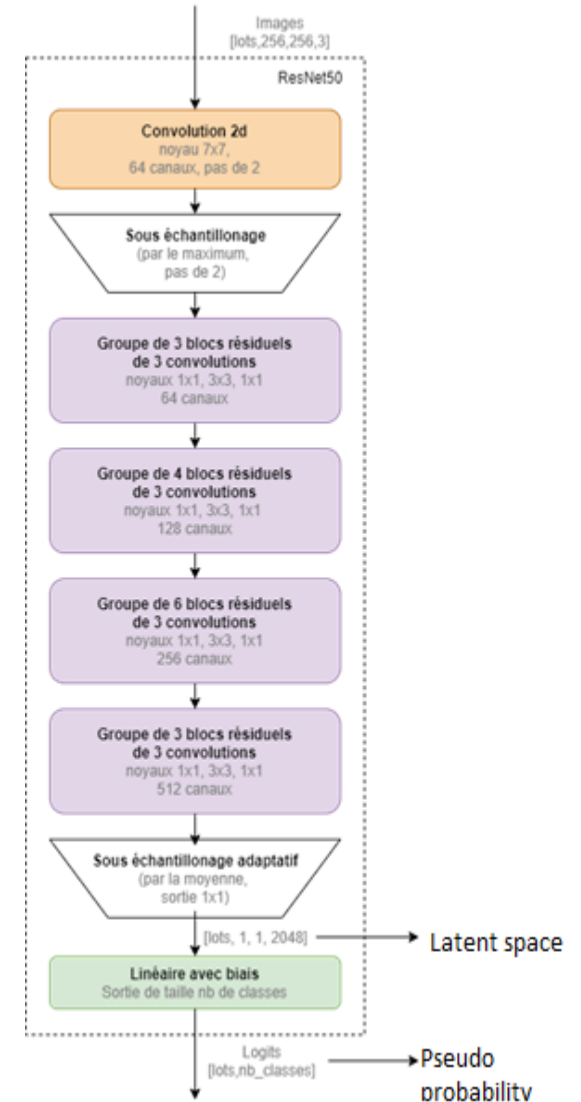 Images
[lots,256,256,3]
ResNet50
Convolution 2d
noyau 7x7,
64 canaux, pas de 2
Sous échantillonage
(par le maximum,
pas de 2)
Groupe de 3 blocs résiduels
de 3 convolutions
noyaux 1x1, 3x3, 1x1
64 canaux
Groupe de 4 blocs résiduels
de 3 convolutions
noyaux 1x1, 3x3, 1x1
128 canaux
Groupe de 6 blocs résiduels
de 3 convolutions
noyaux 1x1, 3x3, 1x1
256 canaux
Groupe de 3 blocs résiduels
de 3 convolutions
noyaux 1x1, 3x3, 1x1
512 canaux
Sous échantillonage adaptatif
(par la moyenne,
sortie 1x1)
[lots, 1, 1, 2048]
Latent space
Linéaire avec biais
Sortie de taille nb de classes
Logits
[lots,nb_classes]
Pseudo
probability